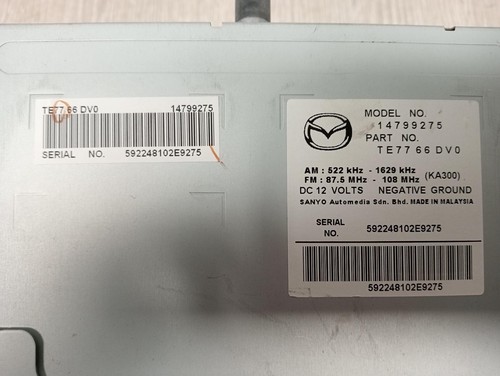 TE77 66 DV0 14799275
SERIAL NO. 592248102E9275
MODEL NO.
14799275
PART NO.
TE77 66 DV0
AM : 522 kHz - 1629 kHz
FM : 87.5 MHz - 108 MHz (KA300)
DC 12 VOLTS NEGATIVE GROUND
SANYO Automedia Sdn. Bhd. MADE IN MALAYSIA
SERIAL
NO. 592248102E9275
592248102E9275